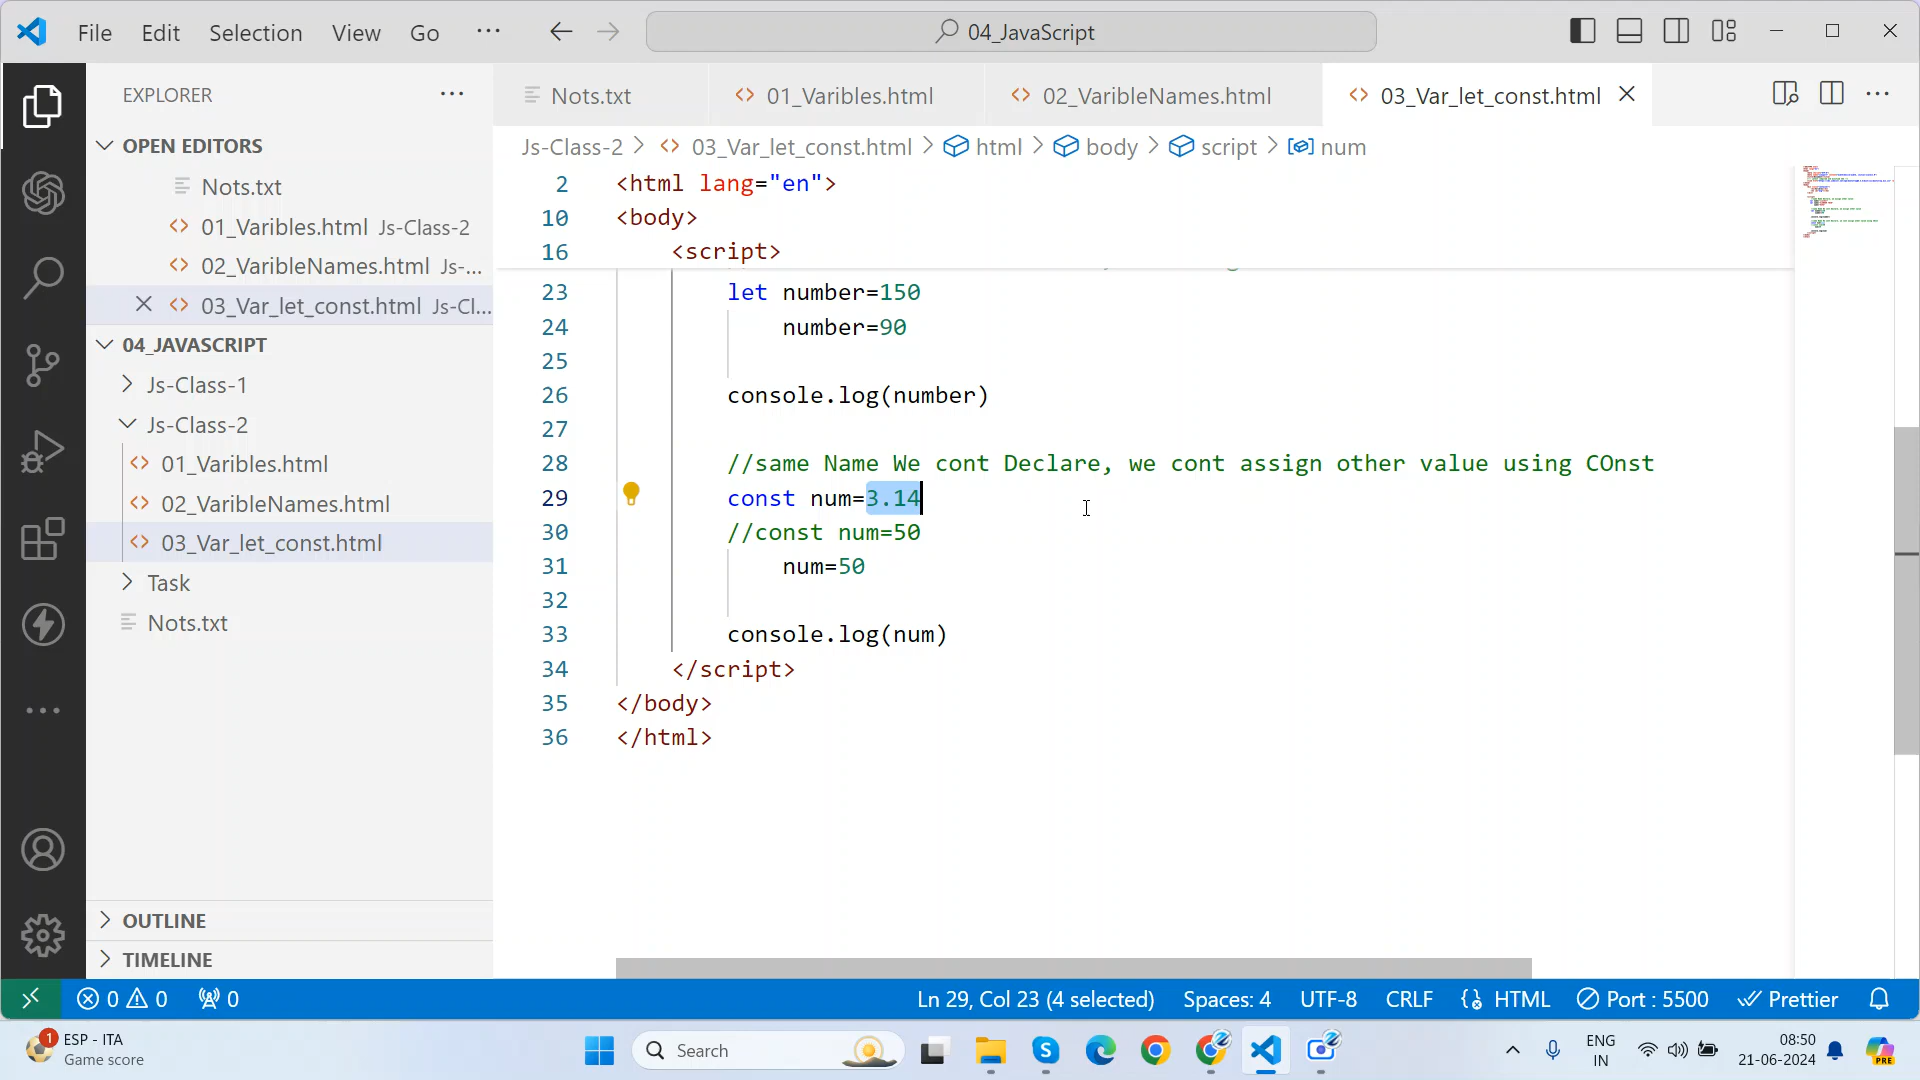 File Edit Selection View Go ··· 04_JavaScript
EXPLORER ···
Nots.txt 01_Varibles.html 02_VaribleNames.html 03_Var_let_const.html
Js-Class-2 > 03_Var_let_const.html > html > body > script > num
OPEN EDITORS
Nots.txt
01_Varibles.html Js-Class-2
02_VaribleNames.html Js-...
03_Var_let_const.html Js-Cl...
04_JAVASCRIPT
Js-Class-1
Js-Class-2
01_Varibles.html
02_VaribleNames.html
03_Var_let_const.html
Task
Nots.txt
OUTLINE
TIMELINE
2 <html lang="en">
10 <body>
16 <script>
23 let number=150
24 number=90
25
26 console.log(number)
27
28 //same Name We cont Declare, we cont assign other value using COnst
29 const num=3.14
30 //const num=50
31 num=50
32
33 console.log(num)
34 </script>
35 </body>
36 </html>
0 0 0 Ln 29, Col 23 (4 selected) Spaces: 4 UTF-8 CRLF HTML Port : 5500 Prettier
1 ESP - ITA
Game score
Search
ENG
IN
08:50
21-06-2024
PRE